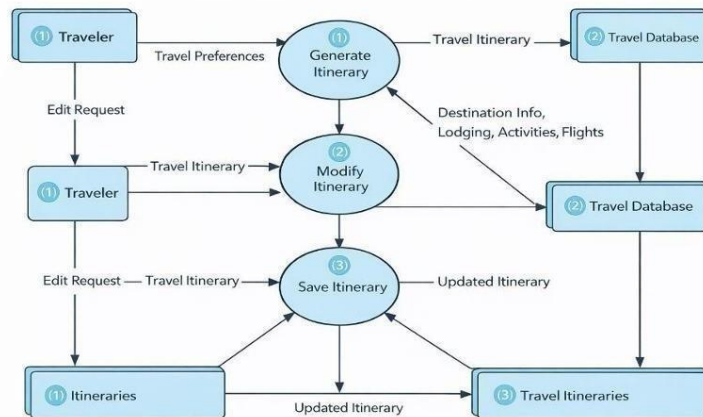 (1) Traveler
Travel Preferences
(1)
Generate
Itinerary
Travel Itinerary
(2) Travel Database
Edit Request
Destination Info,
Lodging, Activities, Flights
(1) Traveler
Travel Itinerary
(2)
Modify
Itinerary
(2) Travel Database
Edit Request
Travel Itinerary
(3)
Save Itinerary
Updated Itinerary
(1) Itineraries
Updated Itinerary
(3) Travel Itineraries